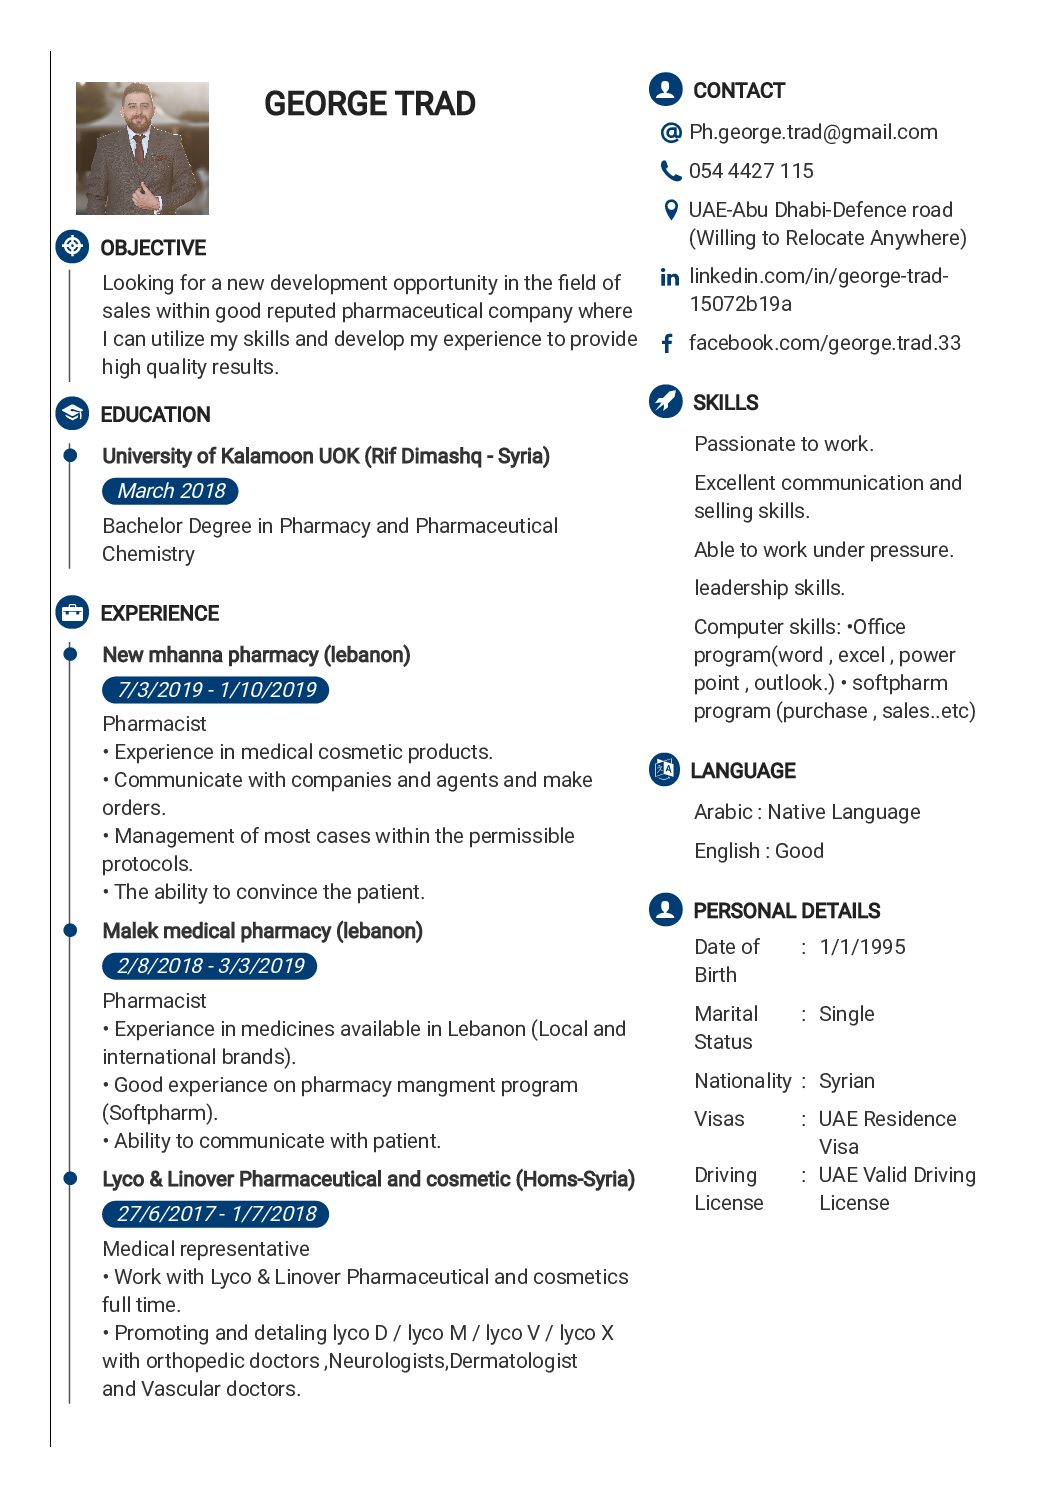 GEORGE TRAD
OBJECTIVE
Looking for a new development opportunity in the field of
sales within good reputed pharmaceutical company where
I can utilize my skills and develop my experience to provide
high quality results.
EDUCATION
University of Kalamoon UOK (Rif Dimashq - Syria)
March 2018
Bachelor Degree in Pharmacy and Pharmaceutical
Chemistry
EXPERIENCE
New mhanna pharmacy (lebanon)
7/3/2019 - 1/10/2019
Pharmacist
• Experience in medical cosmetic products.
• Communicate with companies and agents and make
orders.
• Management of most cases within the permissible
protocols.
• The ability to convince the patient.
Malek medical pharmacy (lebanon)
2/8/2018 - 3/3/2019
Pharmacist
• Experiance in medicines available in Lebanon (Local and
international brands).
• Good experiance on pharmacy mangment program
(Softpharm).
• Ability to communicate with patient.
Lyco & Linover Pharmaceutical and cosmetic (Homs-Syria)
27/6/2017 - 1/7/2018
Medical representative
• Work with Lyco & Linover Pharmaceutical and cosmetics
full time.
• Promoting and detaling lyco D / lyco M / lyco V / lyco X
with orthopedic doctors ,Neurologists,Dermatologist
and Vascular doctors.
CONTACT
Ph.george.trad@gmail.com
054 4427 115
UAE-Abu Dhabi-Defence road
(Willing to Relocate Anywhere)
linkedin.com/in/george-trad-
15072b19a
facebook.com/george.trad.33
SKILLS
Passionate to work.
Excellent communication and
selling skills.
Able to work under pressure.
leadership skills.
Computer skills: •Office
program(word , excel , power
point , outlook.) • softpharm
program (purchase , sales..etc)
LANGUAGE
Arabic : Native Language
English : Good
PERSONAL DETAILS
Date of : 1/1/1995
Birth
Marital : Single
Status
Nationality : Syrian
Visas : UAE Residence
Visa
Driving : UAE Valid Driving
License License